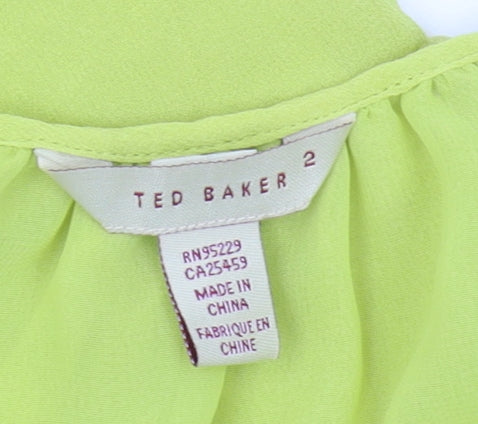 TED BAKER 2
RN95229
CA25459
MADE IN
CHINA
FABRIQUE EN
CHINE